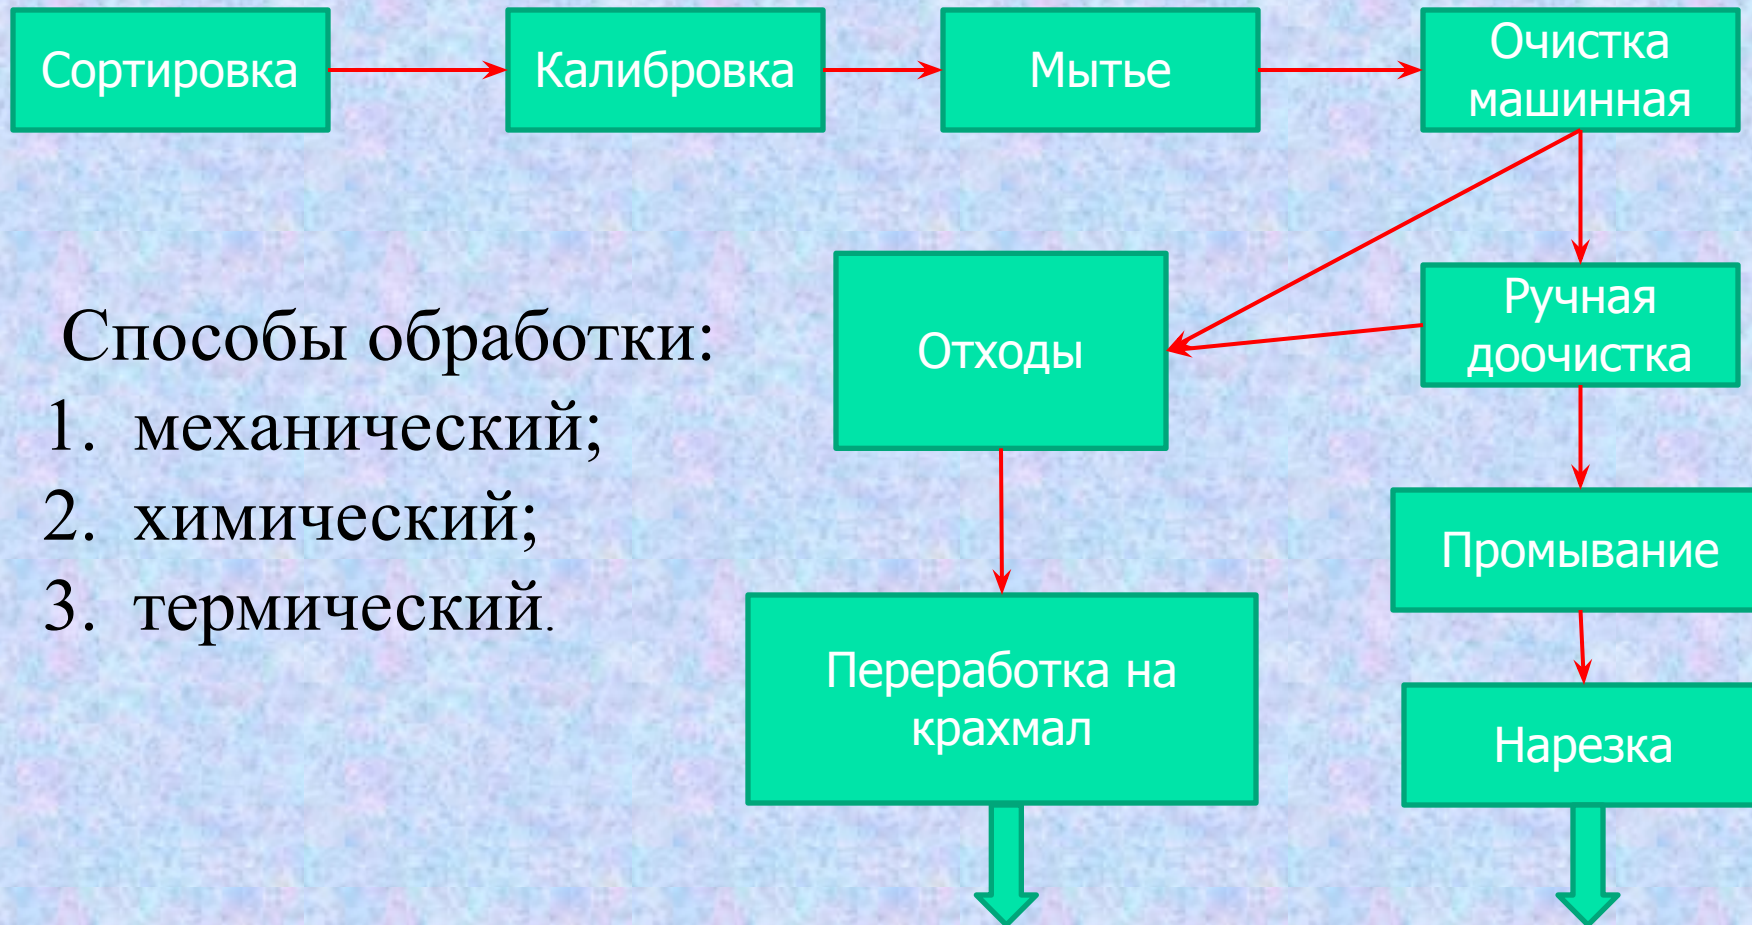 Сортировка
Калибровка
Мытье
Очистка
машинная
Способы обработки:
1. механический;
2. химический;
3. термический.
Отходы
Ручная
доочистка
Промывание
Переработка на
крахмал
Нарезка